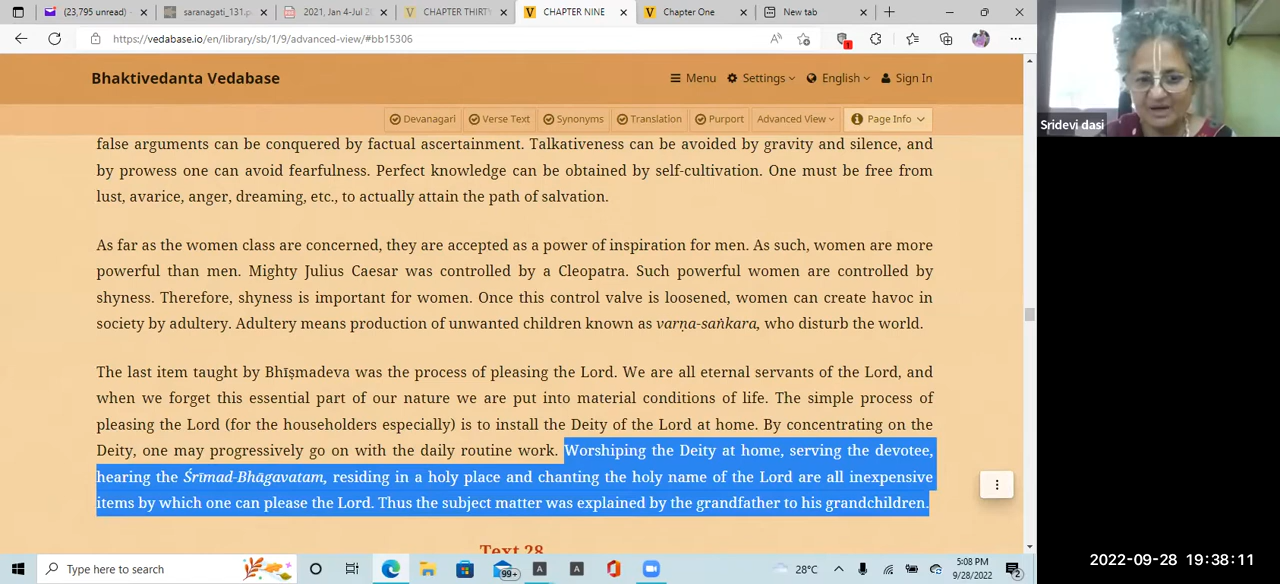 (23,795 unread)
saranagati_131.p
2021, Jan 4-Jul 2
CHAPTER THIRTY
CHAPTER NINE
Chapter One
New tab
https://vedabase.io/en/library/sb/1/9/advanced-view/#bb15306
Bhaktivedanta Vedabase
Menu Settings English Sign In
Devanagari Verse Text Synonyms Translation Purport Advanced View Page Info
false arguments can be conquered by factual ascertainment. Talkativeness can be avoided by gravity and silence, and
by prowess one can avoid fearfulness. Perfect knowledge can be obtained by self-cultivation. One must be free from
lust, avarice, anger, dreaming, etc., to actually attain the path of salvation.
As far as the women class are concerned, they are accepted as a power of inspiration for men. As such, women are more
powerful than men. Mighty Julius Caesar was controlled by a Cleopatra. Such powerful women are controlled by
shyness. Therefore, shyness is important for women. Once this control valve is loosened, women can create havoc in
society by adultery. Adultery means production of unwanted children known as varṇa-saṅkara, who disturb the world.
The last item taught by Bhīṣmadeva was the process of pleasing the Lord. We are all eternal servants of the Lord, and
when we forget this essential part of our nature we are put into material conditions of life. The simple process of
pleasing the Lord (for the householders especially) is to install the Deity of the Lord at home. By concentrating on the
Deity, one may progressively go on with the daily routine work. Worshiping the Deity at home, serving the devotee,
hearing the Śrīmad-Bhāgavatam, residing in a holy place and chanting the holy name of the Lord are all inexpensive
items by which one can please the Lord. Thus the subject matter was explained by the grandfather to his grandchildren.
Text 28
Sridevi dasi
Type here to search
99+
28°C
5:08 PM
9/28/2022
2
2022-09-28 19:38:11